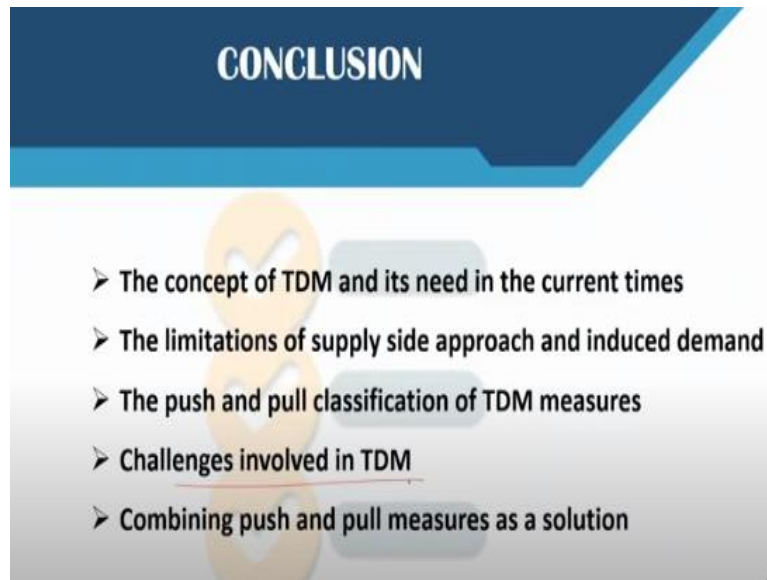 CONCLUSION
➢ The concept of TDM and its need in the current times
➢ The limitations of supply side approach and induced demand
➢ The push and pull classification of TDM measures
➢ Challenges involved in TDM
➢ Combining push and pull measures as a solution